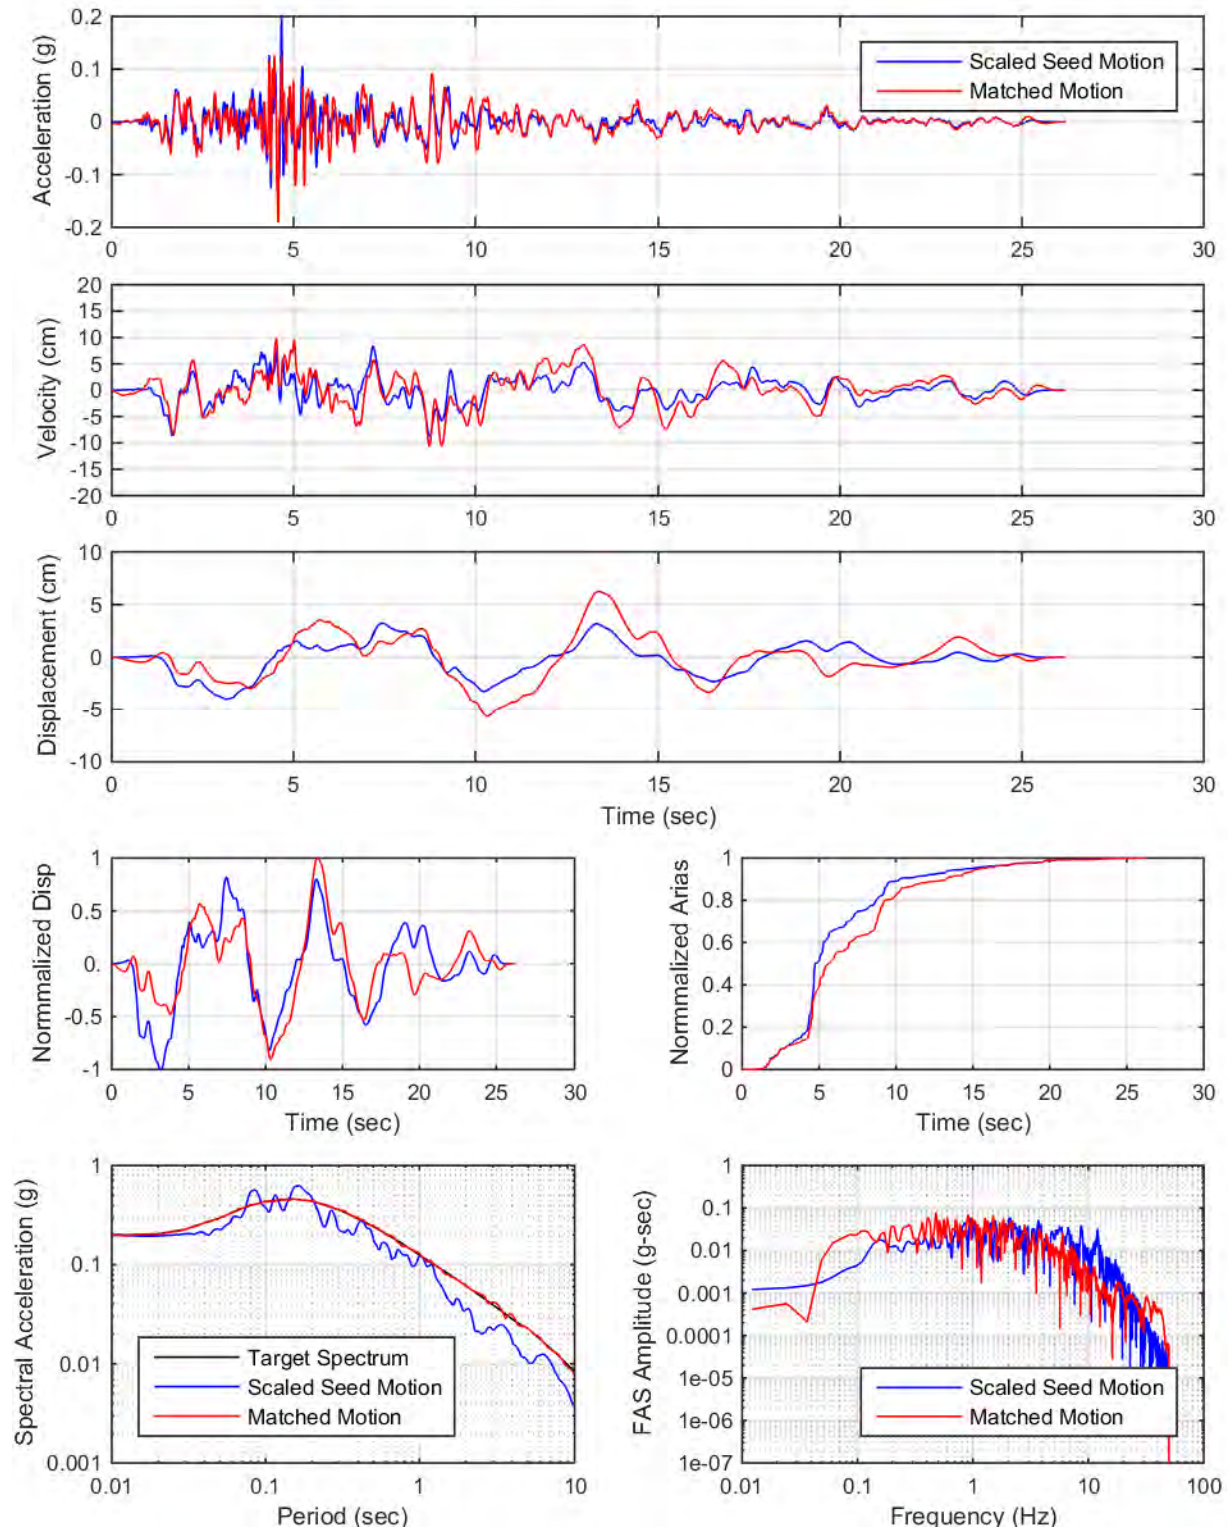 0.2
0.1
0
-0.1
-0.2
Acceleration (g)
Scaled Seed Motion
Matched Motion
0 5 10 15 20 25 30
20
15
10
5
0
-5
-10
-15
-20
Velocity (cm)
0 5 10 15 20 25 30
10
5
0
-5
-10
Displacement (cm)
0 5 10 15 20 25 30
Time (sec)
1
0.5
0.
-0.5
-1
Normalized Disp
0 5 10 15 20 25 30
Time (sec)
1
0.8
0.6
0.4
0.2
0
Normmalized Arias
0 5 10 15 20 25 30
Time (sec)
1
0.1
0.01
0.001
Spectral Acceleration (g)
Target Spectrum
Scaled Seed Motion
Matched Motion
0.01 0.1 1 10
Period (sec)
1
0.1
0.01
0.001
0.0001
1e-05
1e-06
1e-07
FAS Amplitude (g-sec)
Scaled Seed Motion
Matched Motion
0.01 0.1 1 10 100
Frequency (Hz)